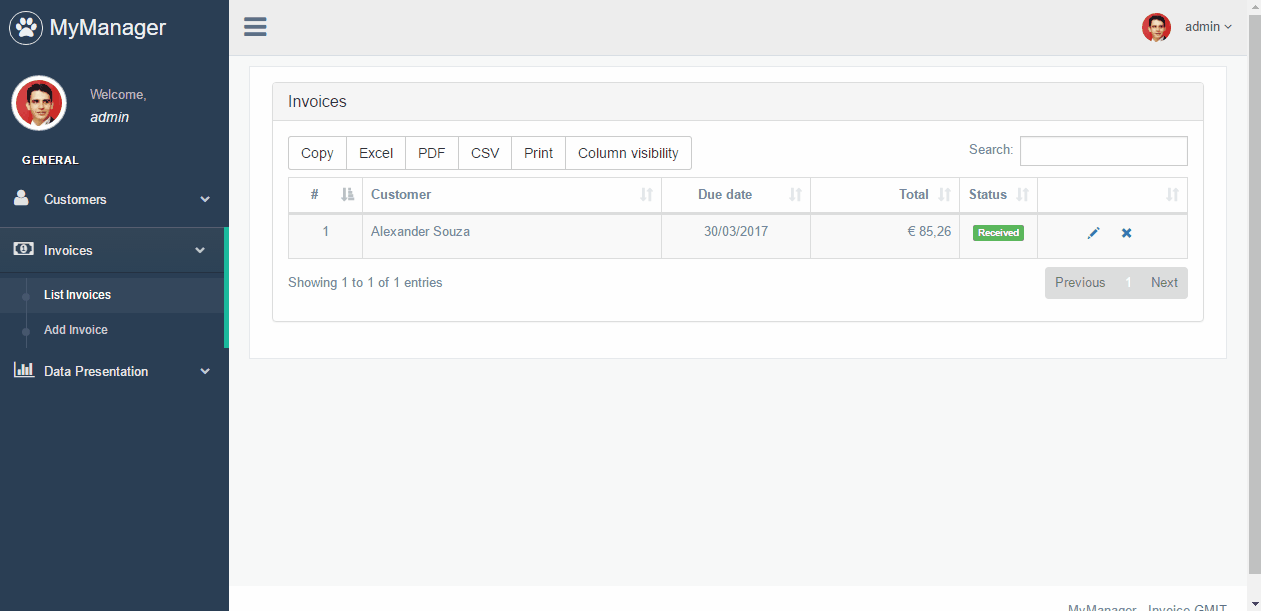 MyManager
admin
Welcome,
admin
GENERAL
Customers
Invoices
List Invoices
Add Invoice
Data Presentation
Invoices
Copy Excel PDF CSV Print Column visibility
Search:
# Customer Due date Total Status
1 Alexander Souza 30/03/2017 € 85,26 Received
Showing 1 to 1 of 1 entries
Previous 1 Next
MyManager - Invoice GMIT